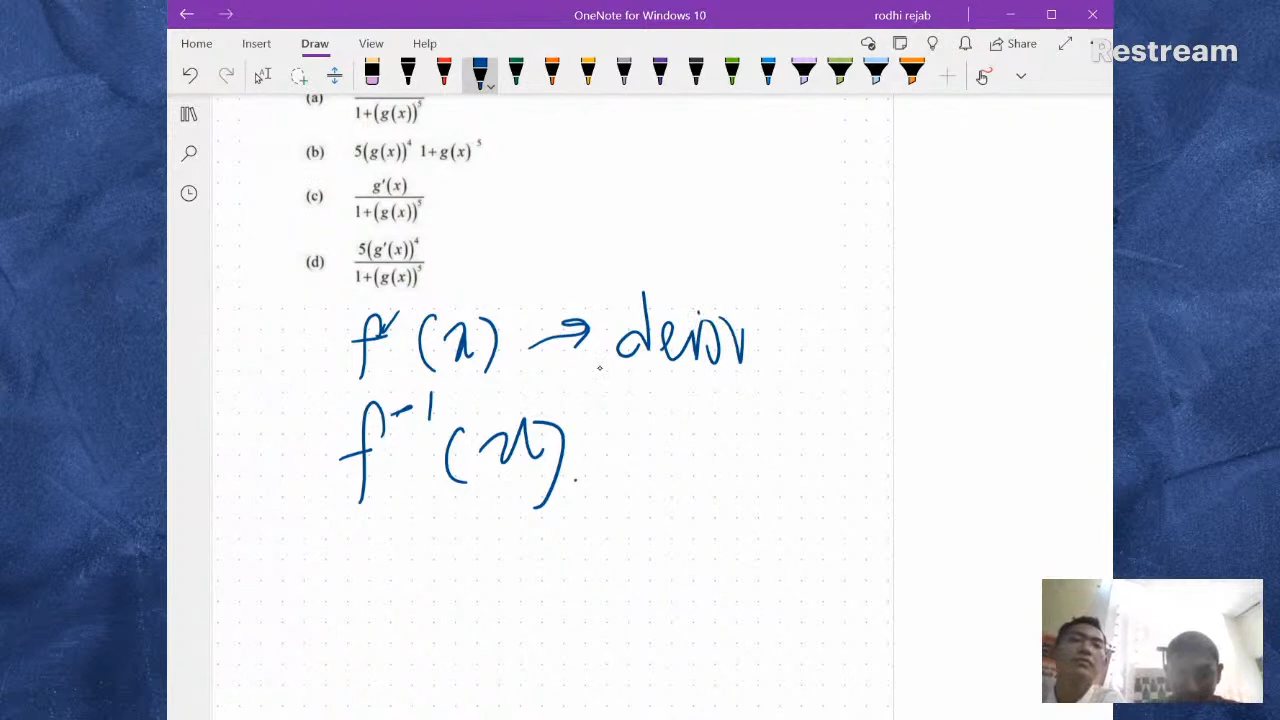 OneNote for Windows 10
rodhi rejab
Home Insert Draw View Help
Share
Restream
(a) 1+(g(x))⁵
(b) 5(g(x))⁴ 1+g(x) ⁵
(c) g'(x)
1+(g(x))⁵
(d) 5(g'(x))⁴
1+(g(x))⁵
f'(x) →
f⁻¹(x).